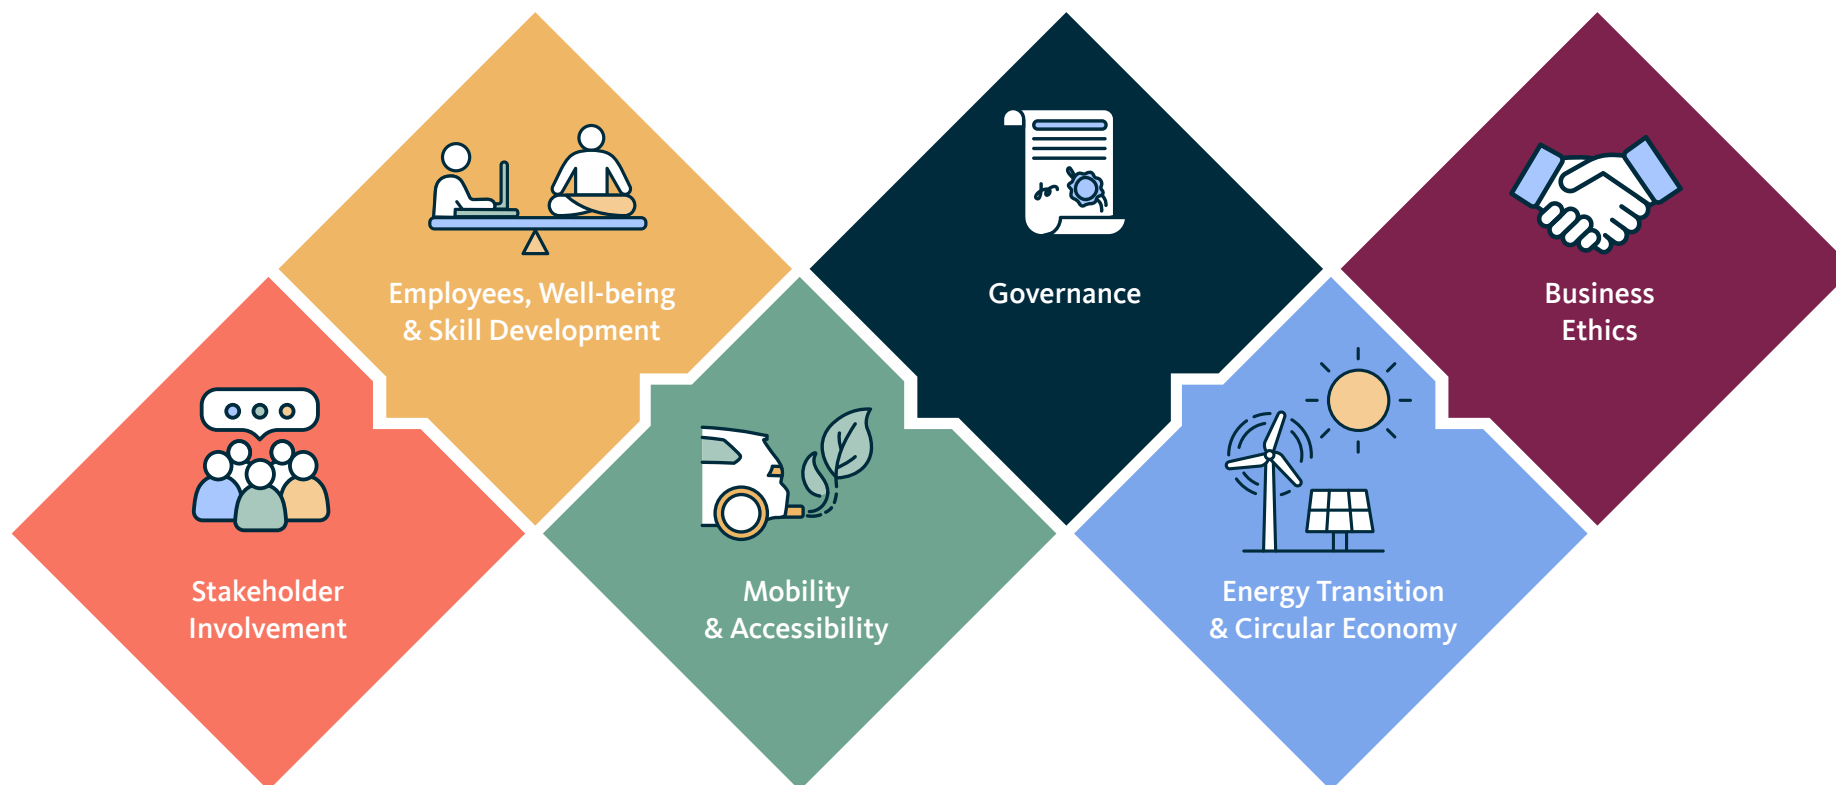 Employees, Well-being
& Skill Development
Governance
Business
Ethics
Stakeholder
Involvement
Mobility
& Accessibility
Energy Transition
& Circular Economy